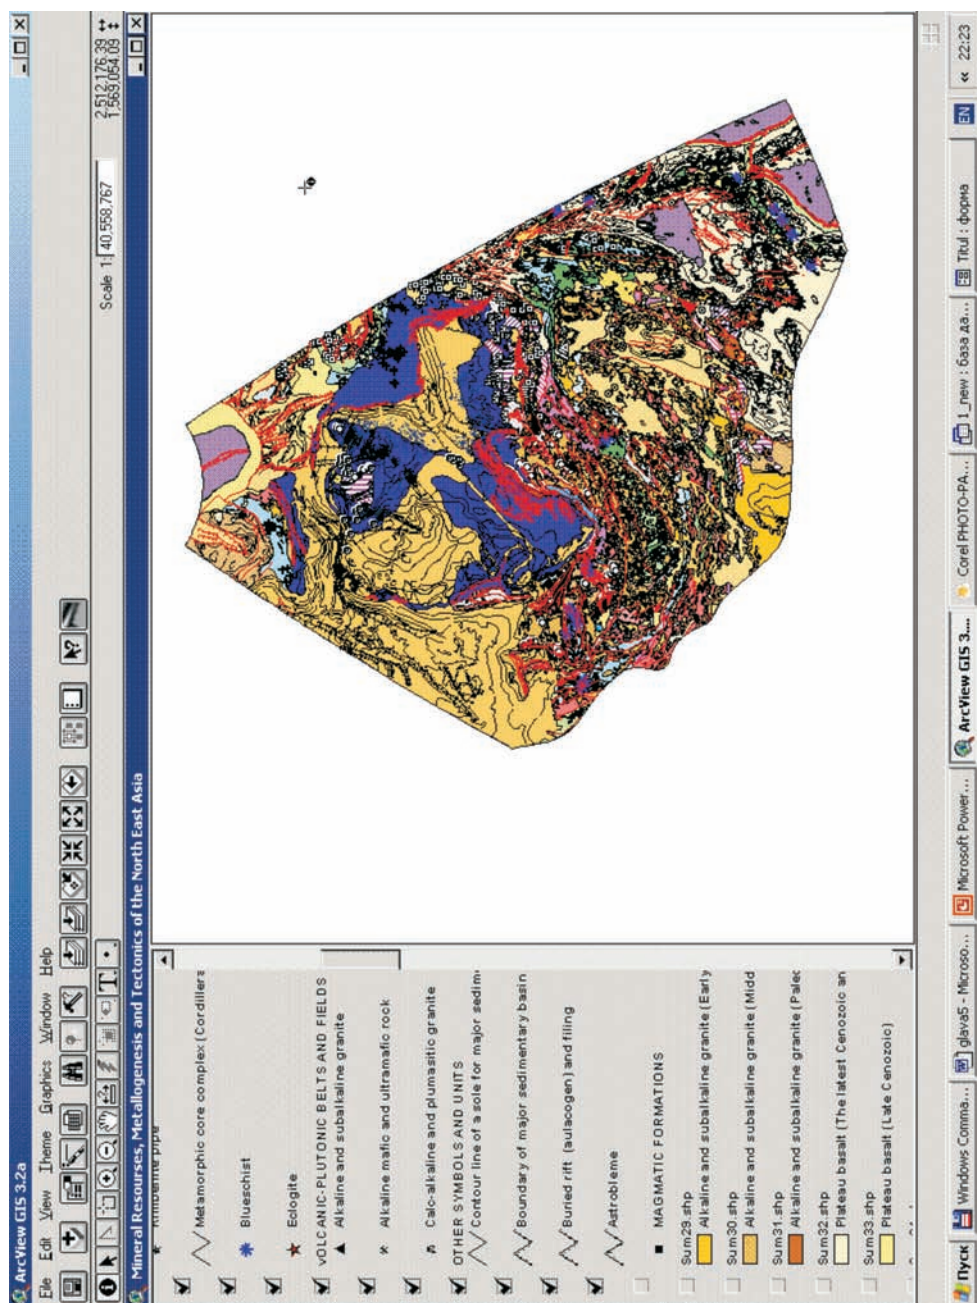 ArcView GIS 3.2a
File Edit View Theme Graphics Window Help
Scale 1: 40,558,767
2,512,176.39
1,569,054.09
Mineral Resourses, Metallogenesis and Tectonics of the North East Asia
Kimberlite pipe
Metamorphic core complex (Cordillers
Blueschist
Eclogite
vOLCANIC-PLUTONIC BELTS AND FIELDS
Alkaline and subalkaline granite
Alkaline mafic and ultramafic rock
Calc-alkaline and plumasitic granite
OTHER SYMBOLS AND UNITS
Contour line of a sole for major sedim
Boundary of major sedimentary basin
Buried rift (aulacogen) and filling
Astrobleme
MAGMATIC FORMATIONS
Sum29.shp
Alkaline and subalkaline granite (Early
Sum30.shp
Alkaline and subalkaline granite (Midd
Sum31.shp
Alkaline and subalkaline granite (Paleo
Sum32.shp
Plateau basalt (The latest Cenozoic an
Sum33.shp
Plateau basalt (Late Cenozoic)
Пуск Windows Comma... glava5 - Microso... Microsoft Power... ArcView GIS 3.... Corel PHOTO-PA... 1_new : база да... Titul : форма EN « 22:23